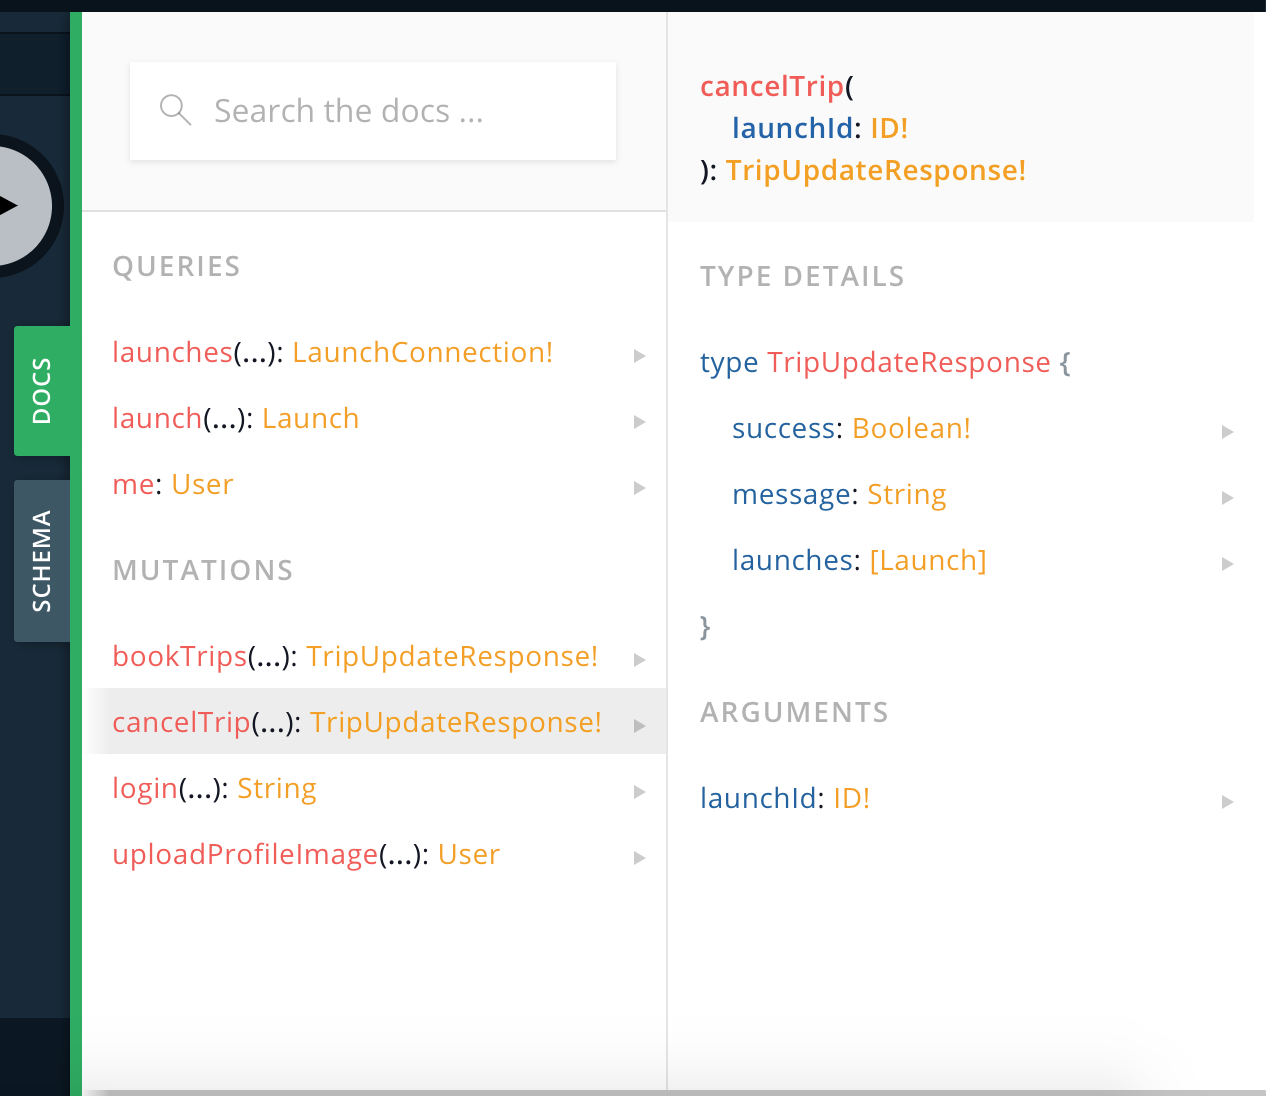 DOCS
SCHEMA
Search the docs ...
QUERIES
launches(...): LaunchConnection!
launch(...): Launch
me: User
MUTATIONS
bookTrips(...): TripUpdateResponse!
cancelTrip(...): TripUpdateResponse!
login(...): String
uploadProfileImage(...): User
cancelTrip(
launchId: ID!
): TripUpdateResponse!
TYPE DETAILS
type TripUpdateResponse {
success: Boolean!
message: String
launches: [Launch]
}
ARGUMENTS
launchId: ID!